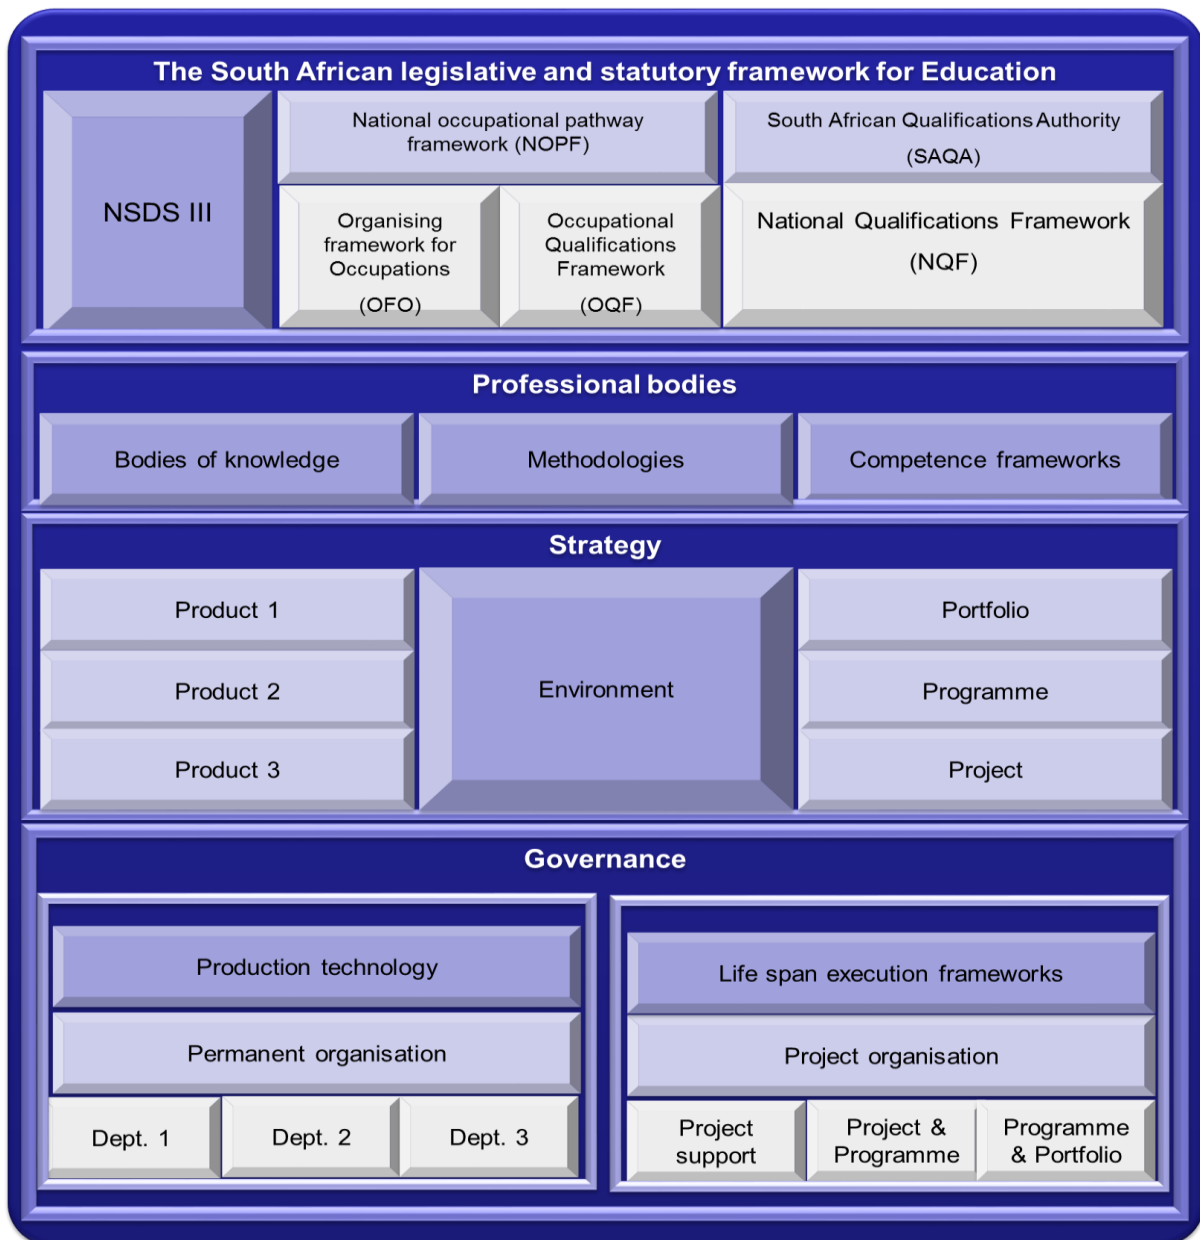 The South African legislative and statutory framework for Education
NSDS III
National occupational pathway
framework (NOPF)
South African Qualifications Authority
(SAQA)
Organising
framework for
Occupations
(OFO)
Occupational
Qualifications
Framework
(OQF)
National Qualifications Framework
(NQF)
Professional bodies
Bodies of knowledge
Methodologies
Competence frameworks
Strategy
Product 1
Product 2
Product 3
Environment
Portfolio
Programme
Project
Governance
Production technology
Permanent organisation
Dept. 1
Dept. 2
Dept. 3
Life span execution frameworks
Project organisation
Project
support
Project &
Programme
Programme
& Portfolio